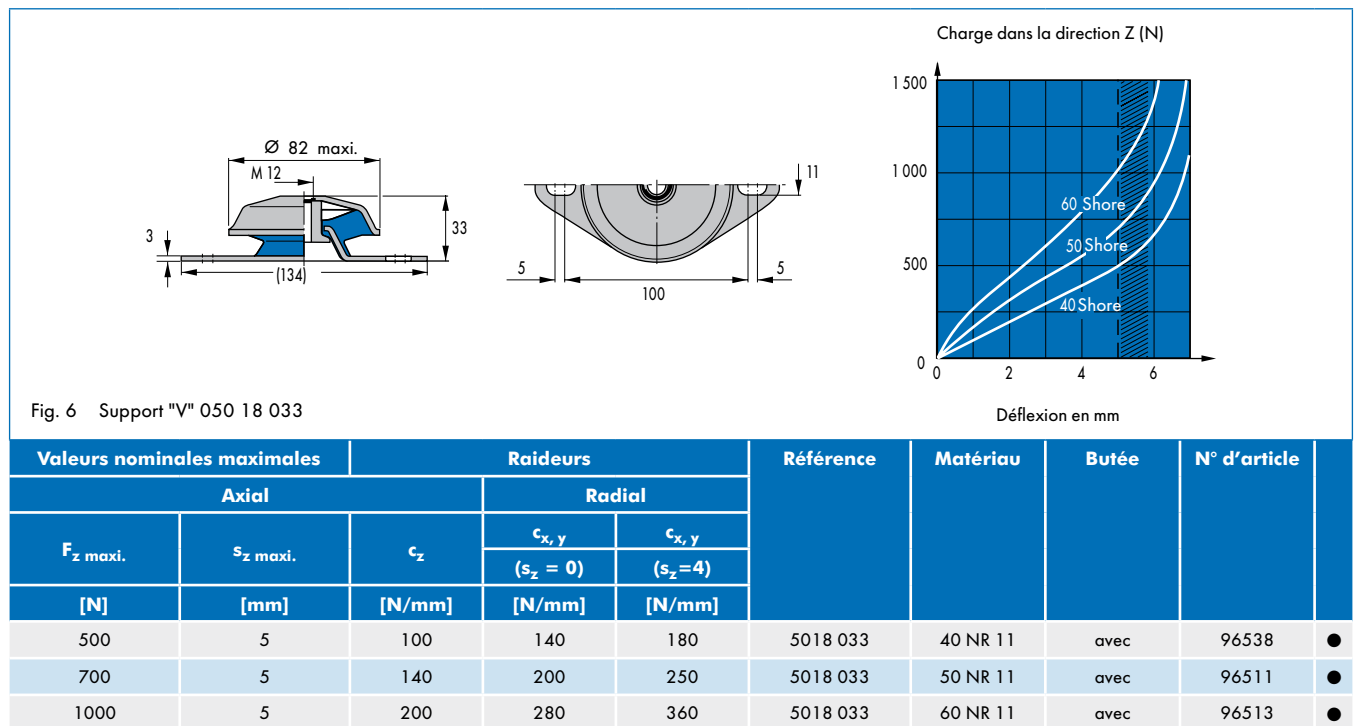 Charge dans la direction Z (N)
1 500
1 000
500
0
0 2 4 6
60 Shore
50 Shore
40 Shore
Déflexion en mm
Ø 82 maxi.
M 12
3
33
(134)
11
5 100 5
Fig. 6 Support "V" 050 18 033
Valeurs nominales maximales Raideurs Référence Matériau Butée N° d'article
Axial Radial
Fz maxi. sz maxi. cz cx, y cx, y
(sz = 0) (sz=4)
[N] [mm] [N/mm] [N/mm] [N/mm]
500 5 100 140 180 5018 033 40 NR 11 avec 96538 ●
700 5 140 200 250 5018 033 50 NR 11 avec 96511 ●
1000 5 200 280 360 5018 033 60 NR 11 avec 96513 ●